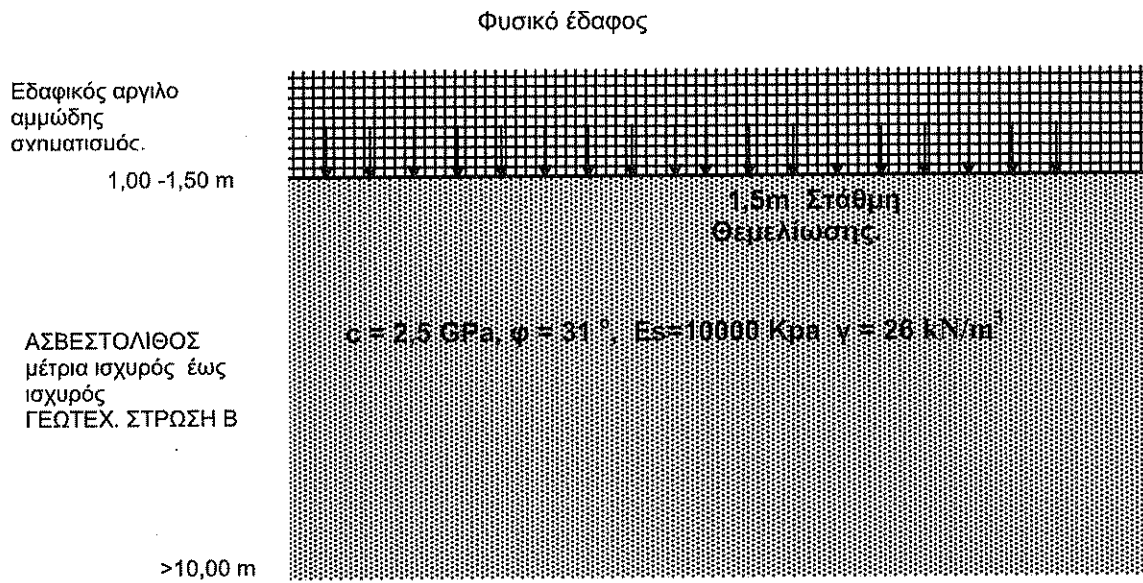 Φυσικό έδαφος
Εδαφικός αργιλο
αμμώδης
σχηματισμός.
1,00 -1,50 m
1,5m Στάθμη
Θεμελίωσης.
c = 2,5 GPa, φ = 31 °, Es=10000 Kpa γ = 26 kN/m³
ΑΣΒΕΣΤΟΛΙΘΟΣ
μέτρια ισχυρός έως
ισχυρός
ΓΕΩΤΕΧ. ΣΤΡΩΣΗ Β
>10,00 m